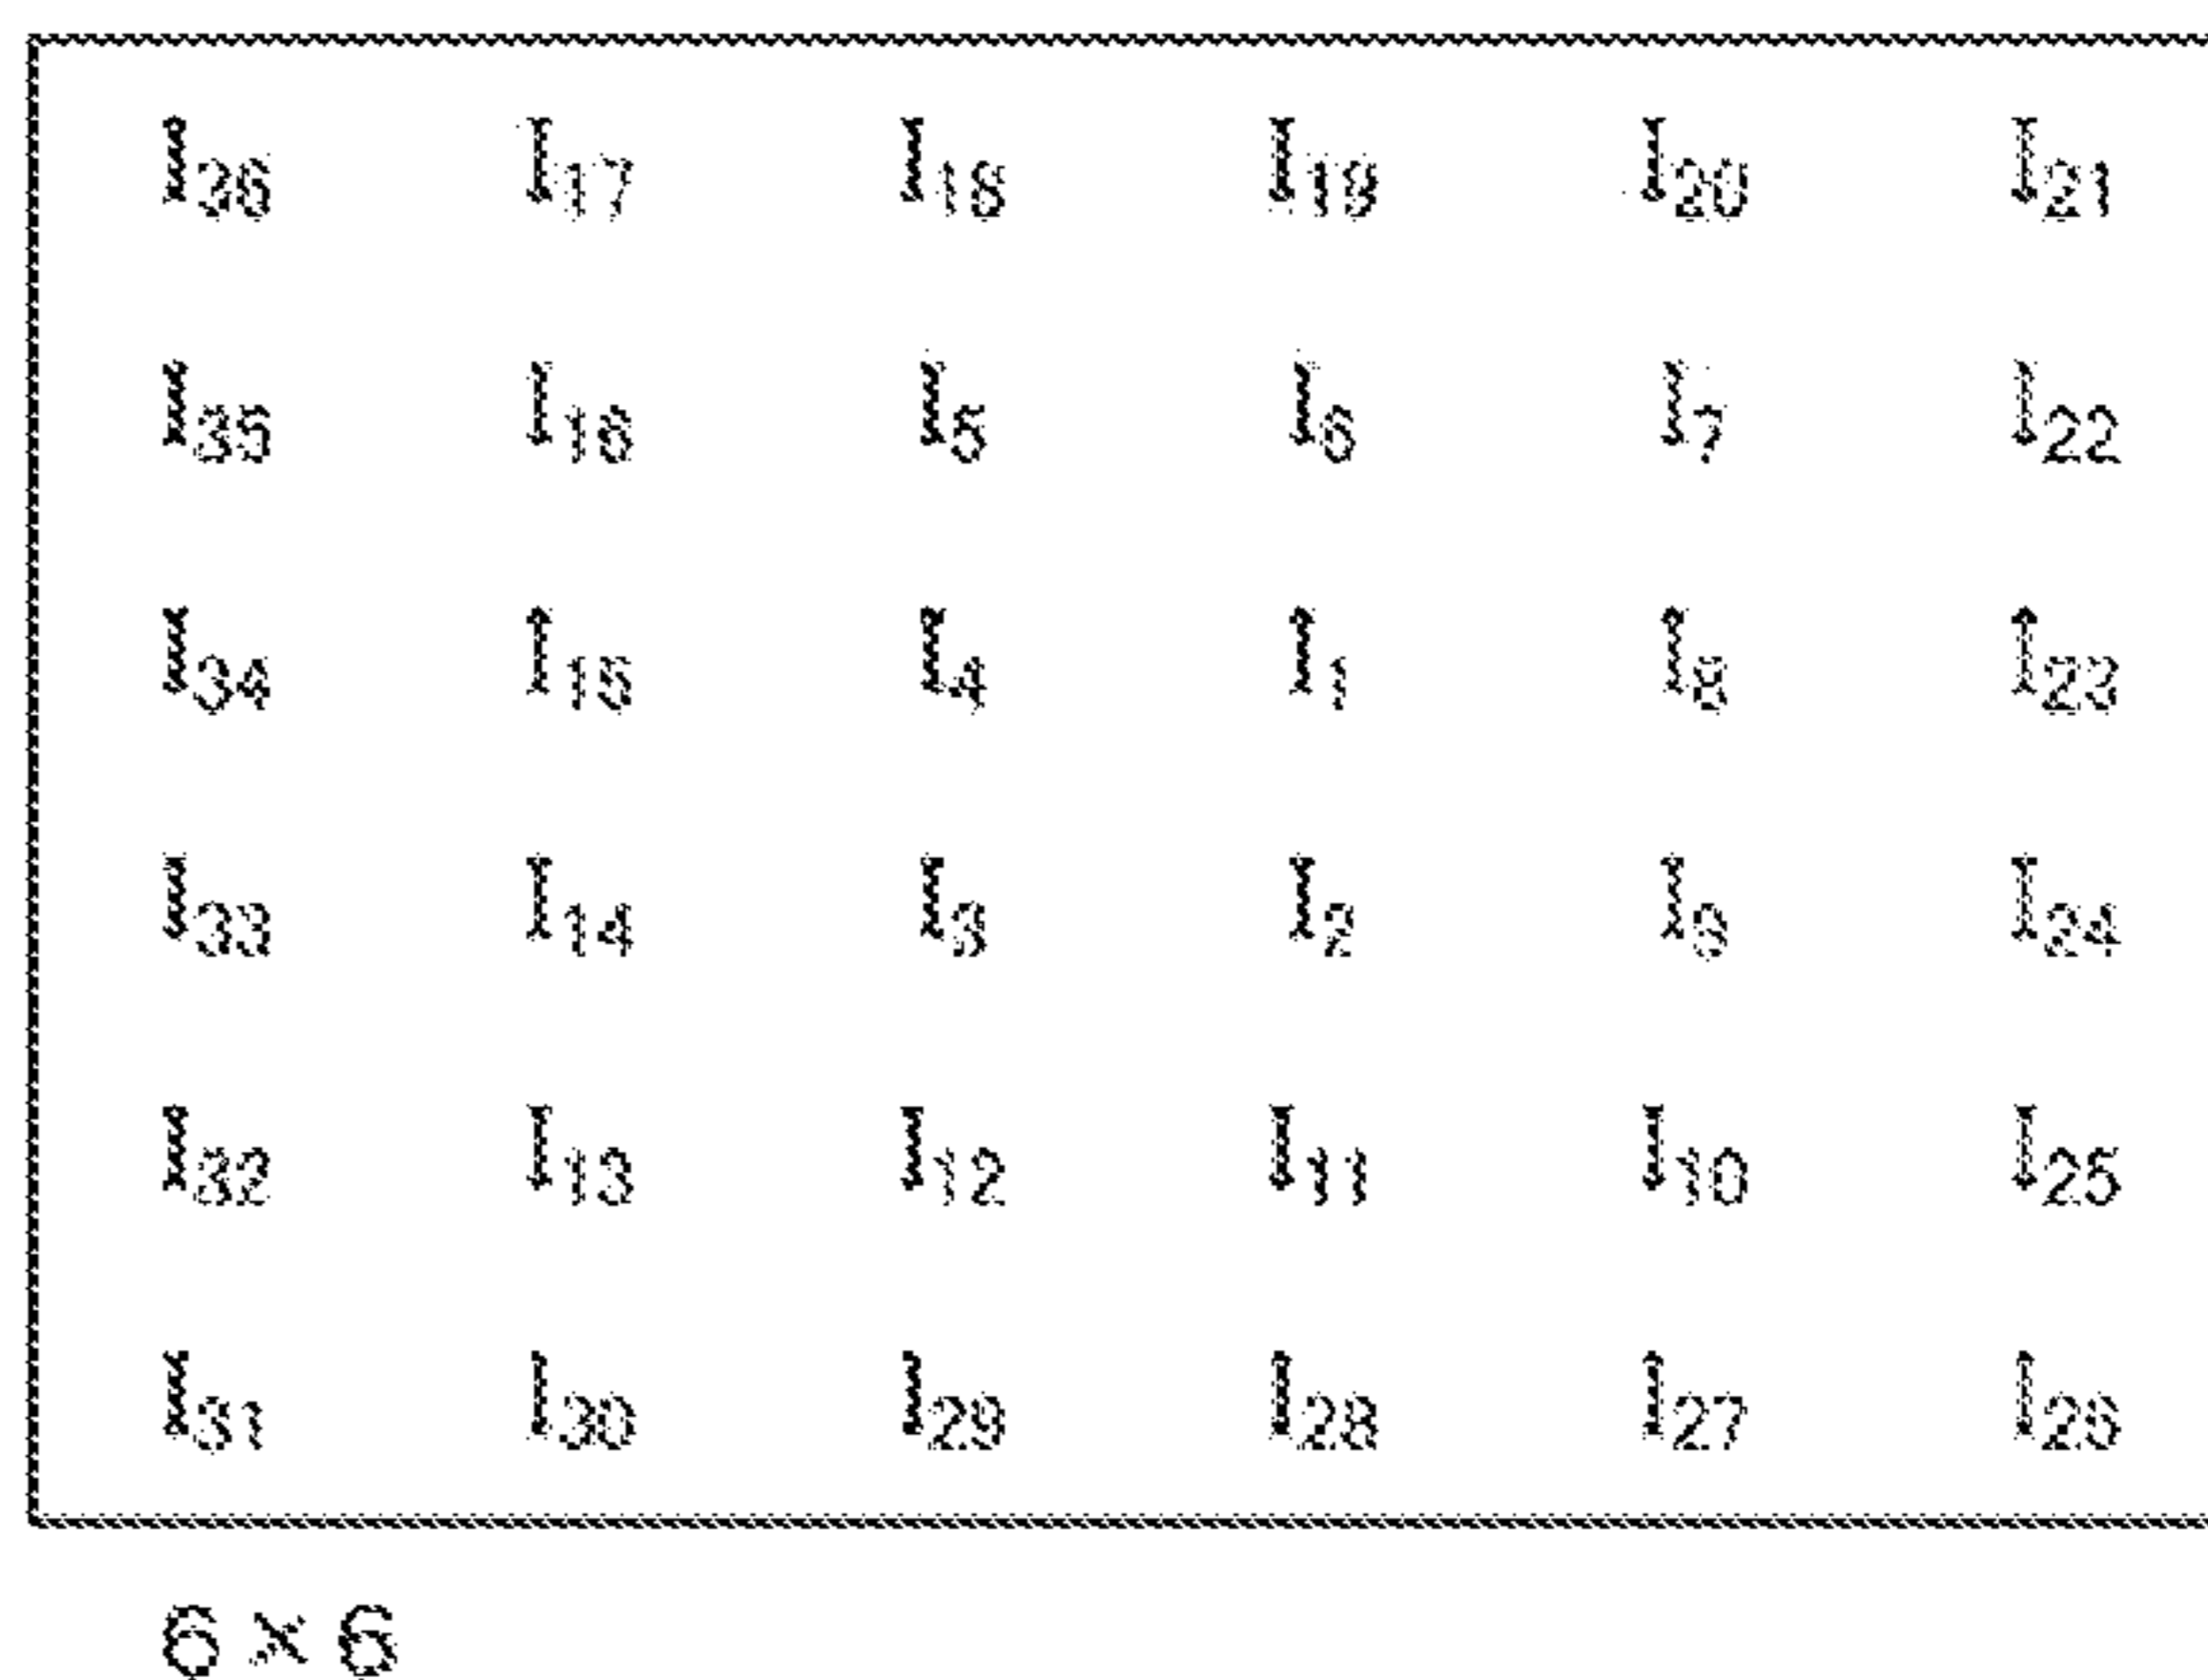 I₃₆ I₁₇ I₁₈ I₁₉ I₂₀ I₂₁
I₃₅ I₁₆ I₅ I₆ I₇ I₂₂
I₃₄ I₁₅ I₄ I₁ I₈ I₂₃
I₃₃ I₁₄ I₃ I₂ I₉ I₂₄
I₃₂ I₁₃ I₁₂ I₁₁ I₁₀ I₂₅
I₃₁ I₃₀ I₂₉ I₂₈ I₂₇ I₂₆
6 × 6